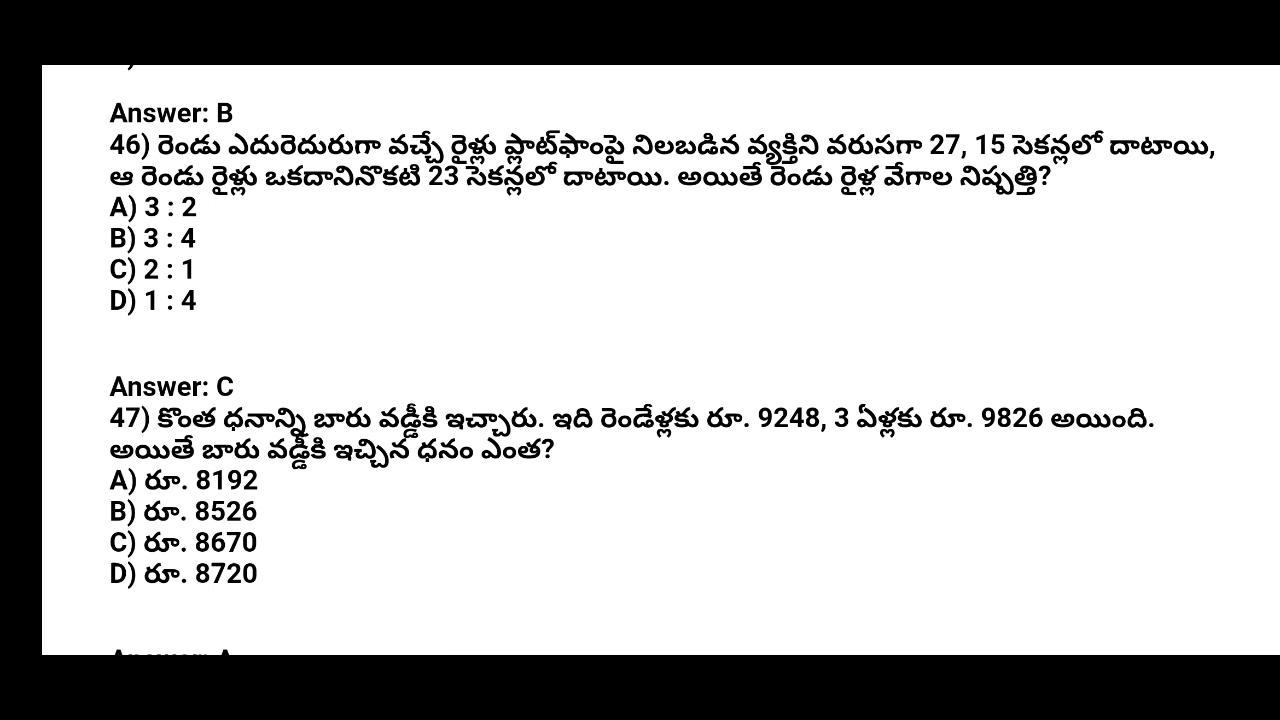 Answer: B
46) రెండు ఎదురెదురుగా వచ్చే రైళ్లు ప్లాట్‌ఫాంపై నిలబడిన వ్యక్తిని వరుసగా 27, 15 సెకన్లలో దాటాయి,
ఆ రెండు రైళ్లు ఒకదానినొకటి 23 సెకన్లలో దాటాయి. అయితే రెండు రైళ్ల వేగాల నిష్పత్తి?
A) 3 : 2
B) 3 : 4
C) 2 : 1
D) 1 : 4
Answer: C
47) కొంత ధనాన్ని బారు వడ్డీకి ఇచ్చారు. ఇది రెండేళ్లకు రూ. 9248, 3 ఏళ్లకు రూ. 9826 అయింది.
అయితే బారు వడ్డీకి ఇచ్చిన ధనం ఎంత?
A) రూ. 8192
B) రూ. 8526
C) రూ. 8670
D) రూ. 8720